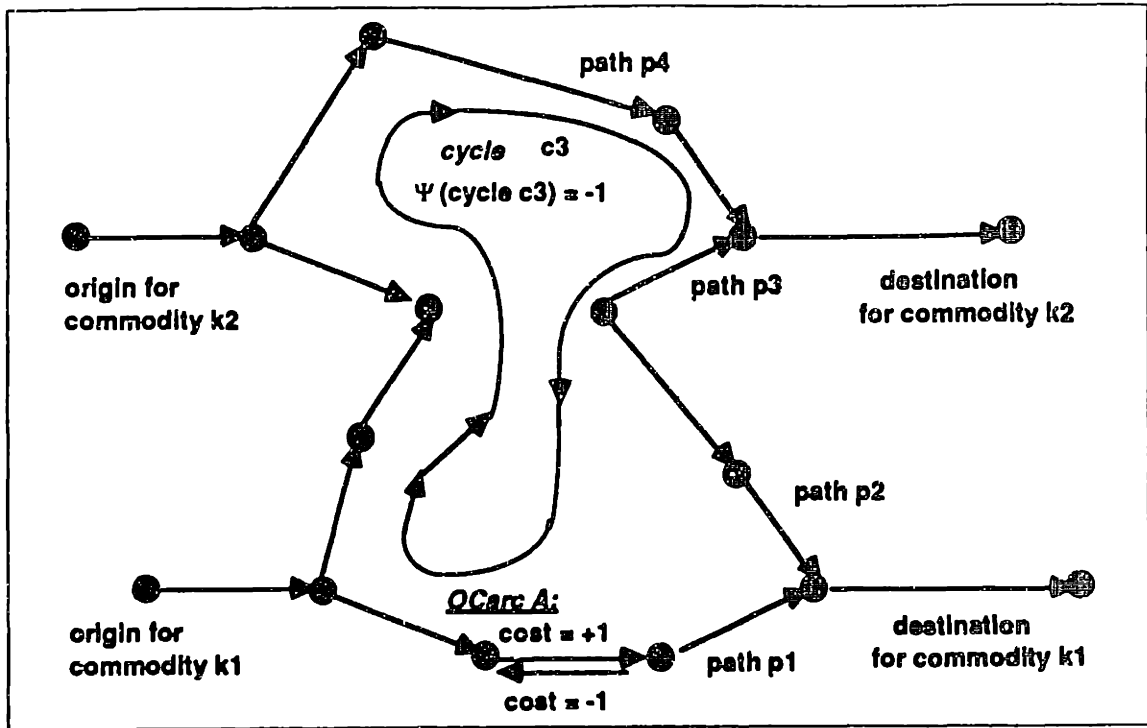 path p4
cycle c3
Ψ (cycle c3) = -1
origin for
commodity k2
path p3
destination
for commodity k2
path p2
OCarc A:
cost = +1
origin for
commodity k1
path p1
destination
for commodity k1
cost = -1